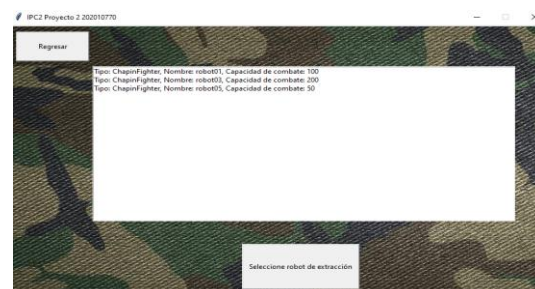 IPC2 Proyecto 2 202010770
Regresar
Tipo: ChapinFighter, Nombre: robot01, Capacidad de combate: 100
Tipo: ChapinFighter, Nombre: robot03, Capacidad de combate: 200
Tipo: ChapinFighter, Nombre: robot05, Capacidad de combate: 50
Seleccione robot de extracción